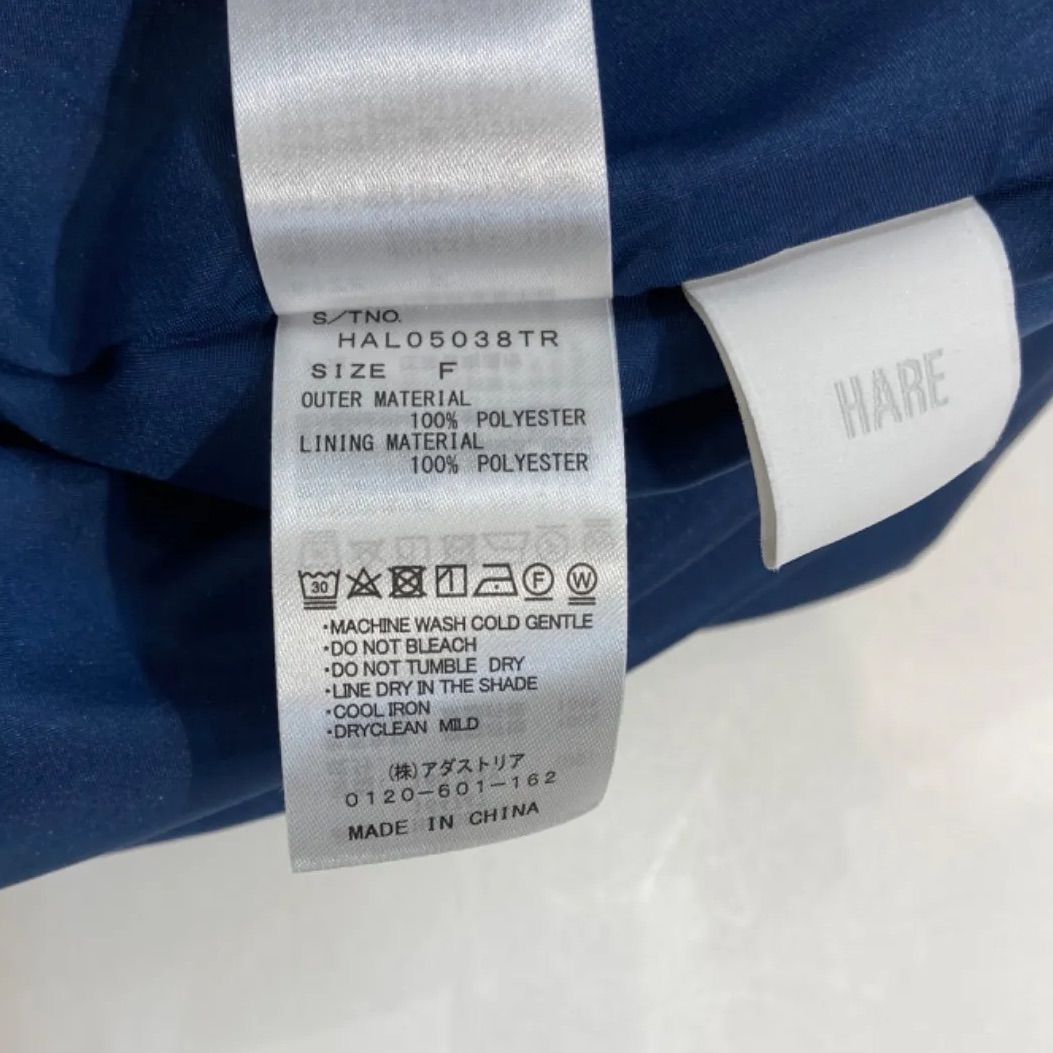 S/TNO.
HAL05038TR
SIZE F
OUTER MATERIAL
100% POLYESTER
LINING MATERIAL
100% POLYESTER
30 F W
・MACHINE WASH COLD GENTLE
・DO NOT BLEACH
・DO NOT TUMBLE DRY
・LINE DRY IN THE SHADE
・COOL IRON
・DRYCLEAN MILD
(株)アダストリア
0120-601-162
MADE IN CHINA
HARE